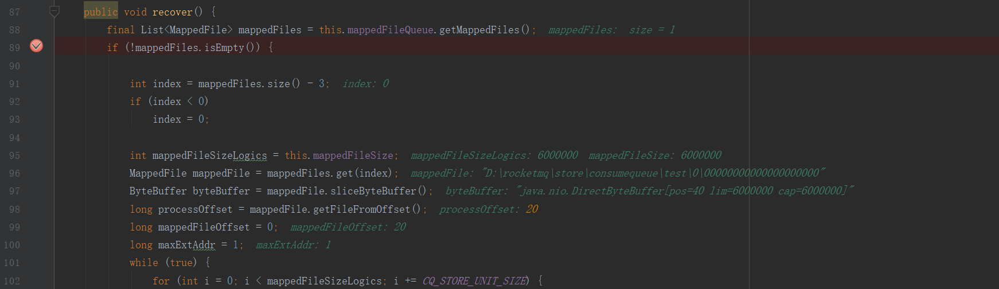 87 public void recover() {
88 final List<MappedFile> mappedFiles = this.mappedFileQueue.getMappedFiles(); mappedFiles: size = 1
89 if (!mappedFiles.isEmpty()) {
90
91 int index = mappedFiles.size() - 3; index: 0
92 if (index < 0)
93 index = 0;
94
95 int mappedFileSizeLogics = this.mappedFileSize; mappedFileSizeLogics: 6000000 mappedFileSize: 6000000
96 MappedFile mappedFile = mappedFiles.get(index); mappedFile: "D:\rocketmq\store\consumequeue\test\0\00000000000000000000"
97 ByteBuffer byteBuffer = mappedFile.sliceByteBuffer(); byteBuffer: "java.nio.DirectByteBuffer[pos=40 lim=6000000 cap=6000000]"
98 long processOffset = mappedFile.getFileFromOffset(); processOffset: 20
99 long mappedFileOffset = 0; mappedFileOffset: 20
100 long maxExtAddr = 1; maxExtAddr: 1
101 while (true) {
102 for (int i = 0; i < mappedFileSizeLogics; i += CQ_STORE_UNIT_SIZE) {